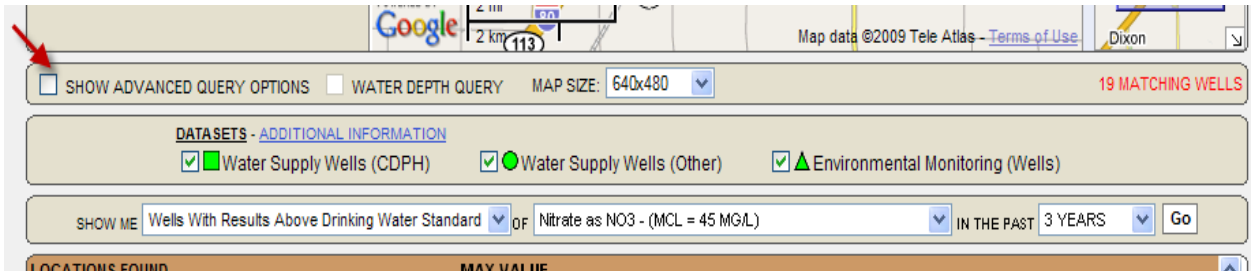 POWERED BY
Google
2 mi
80
2 km
113
Map data ©2009 Tele Atlas - Terms of Use
Dixon
SHOW ADVANCED QUERY OPTIONS WATER DEPTH QUERY MAP SIZE: 640x480 19 MATCHING WELLS
DATASETS - ADDITIONAL INFORMATION
Water Supply Wells (CDPH) Water Supply Wells (Other) Environmental Monitoring (Wells)
SHOW ME Wells With Results Above Drinking Water Standard OF Nitrate as NO3 - (MCL = 45 MG/L) IN THE PAST 3 YEARS Go
LOCATIONS FOUND MAX VALUE